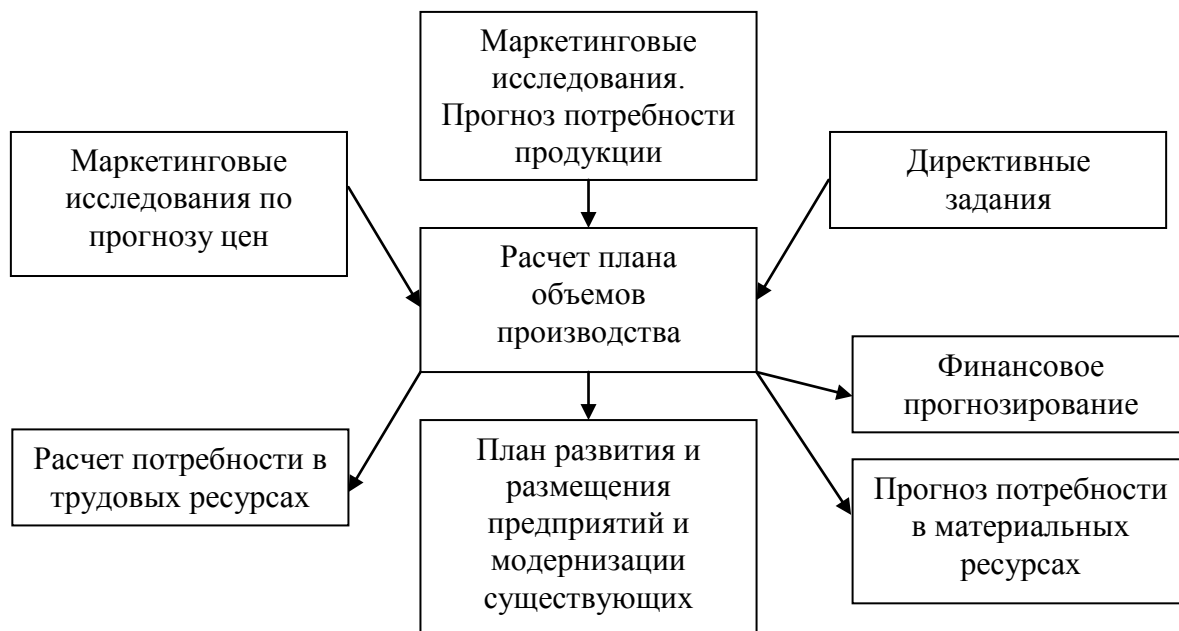 Маркетинговые
исследования.
Прогноз потребности
продукции
Маркетинговые
исследования по
прогнозу цен
Директивные
задания
Расчет плана
объемов
производства
Финансовое
прогнозирование
Расчет потребности в
трудовых ресурсах
План развития и
размещения
предприятий и
модернизации
существующих
Прогноз потребности
в материальных
ресурсах